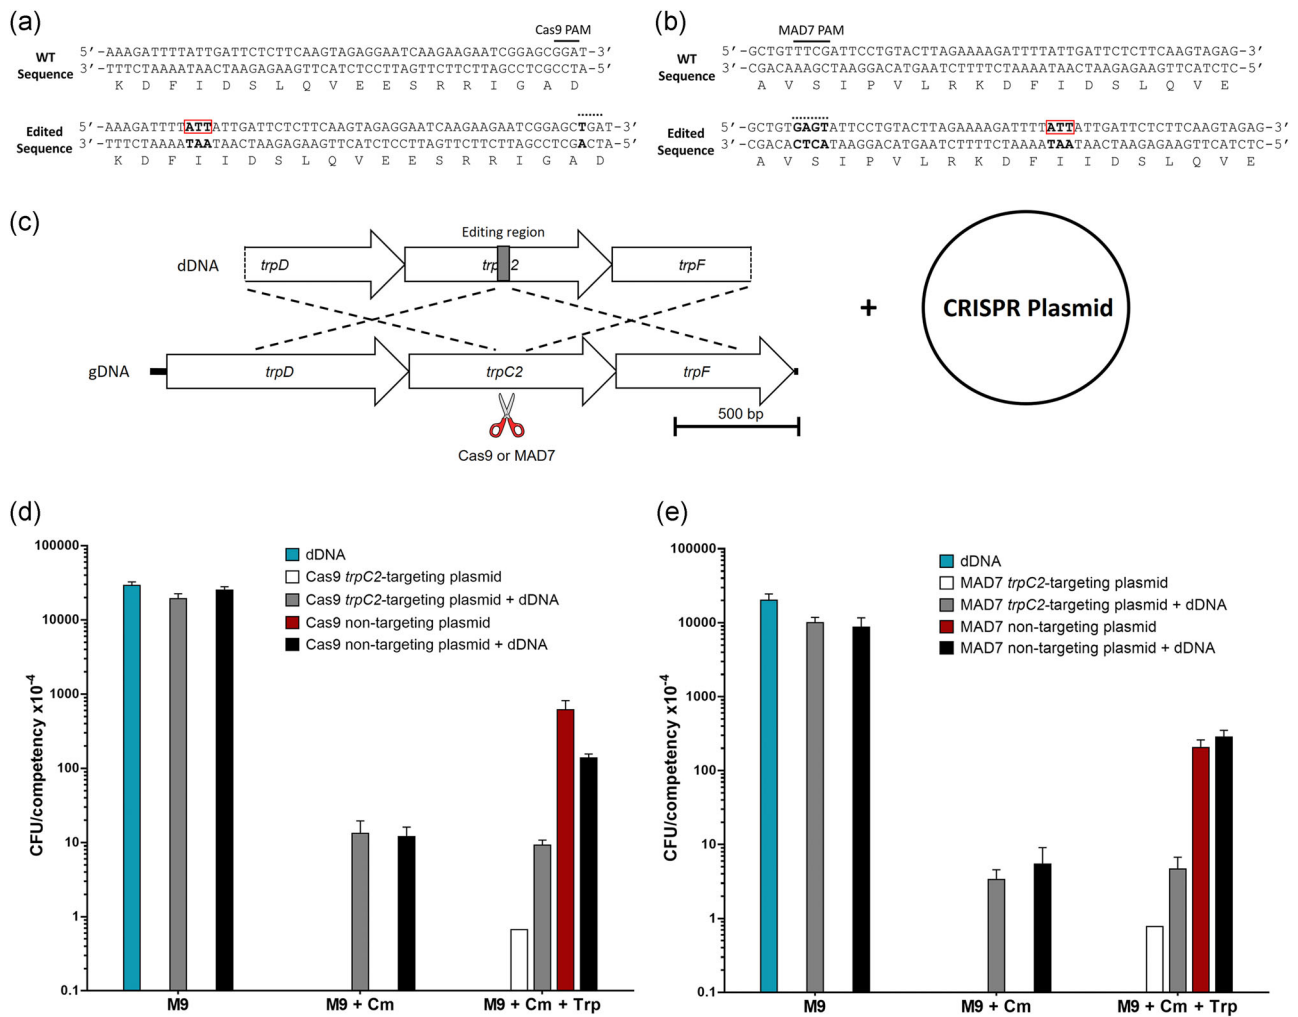 (a)
Cas9 PAM
WT
Sequence
5’-AAAGATTTTATTGATTCTCTTCAAGTAGAGGAATCAAGAAGAATCGGAGCGGAT-3’
3’-TTTCTAAAATAACTAAGAGAAGTTCATCTCCTTAGTTCTTCTTAGCCTCGCCTA-5’
K D F I D S L Q V E E S R R I G A D
Edited
Sequence
5’-AAAGATTTTATTATTGATTCTCTTCAAGTAGAGGAATCAAGAAGAATCGGAGCTGAT-3’
3’-TTTCTAAAATAATAACTAAGAGAAGTTCATCTCCTTAGTTCTTCTTAGCCTCGACTA-5’
K D F I I D S L Q V E E S R R I G A D
(b)
MAD7 PAM
WT
Sequence
5’-GCTGTTTCGATTCCTGTACTTAGAAAAGATTTTATTGATTCTCTTCAAGTAGAG-3’
3’-CGACAAAGCTAAGGACATGAATCTTTTCTAAAATAACTAAGAGAAGTTCATCTC-5’
A V S I P V L R K D F I D S L Q V E
Edited
Sequence
5’-GCTGTGAGTATTCCTGTACTTAGAAAAGATTTTATTATTGATTCTCTTCAAGTAGAG-3’
3’-CGACACTCATAAGGACATGAATCTTTTCTAAAATAATAACTAAGAGAAGTTCATCTC-5’
A V S I P V L R K D F I I D S L Q V E
(c)
Editing region
dDNA
trpD
trp 2
trpF
+
CRISPR Plasmid
gDNA
trpD
trpC2
trpF
500 bp
Cas9 or MAD7
(d)
CFU/competency x10-4
100000
10000
1000
100
10
1
0.1
dDNA
Cas9 trpC2-targeting plasmid
Cas9 trpC2-targeting plasmid + dDNA
Cas9 non-targeting plasmid
Cas9 non-targeting plasmid + dDNA
M9
M9 + Cm
M9 + Cm + Trp
(e)
CFU/competency x10-4
100000
10000
1000
100
10
1
0.1
dDNA
MAD7 trpC2-targeting plasmid
MAD7 trpC2-targeting plasmid + dDNA
MAD7 non-targeting plasmid
MAD7 non-targeting plasmid + dDNA
M9
M9 + Cm
M9 + Cm + Trp